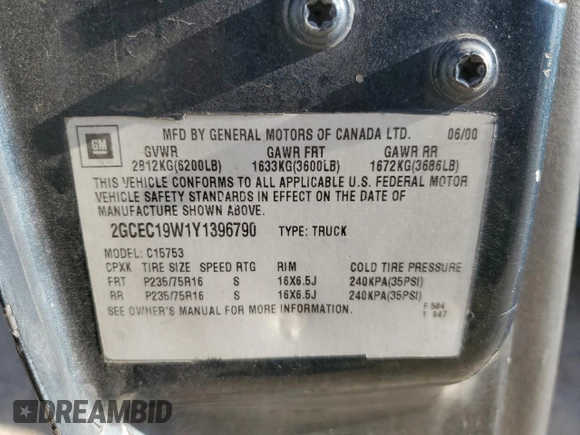 GM
MFD BY GENERAL MOTORS OF CANADA LTD. 06/00
GVWR GAWR FRT GAWR RR
2812KG(6200LB) 1633KG(3600LB) 1672KG(3686LB)
THIS VEHICLE CONFORMS TO ALL APPLICABLE U.S. FEDERAL MOTOR
VEHICLE SAFETY STANDARDS IN EFFECT ON THE DATE OF
MANUFACTURE SHOWN ABOVE.
2GCEC19W1Y1396790 TYPE: TRUCK
MODEL: C15753
CPXK TIRE SIZE SPEED RTG RIM COLD TIRE PRESSURE
FRT P235/75R16 S 16X6.5J 240KPA(35PSI)
RR P235/75R16 S 16X6.5J 240KPA(35PSI)
SEE OWNER'S MANUAL FOR MORE INFORMATION. F 584
T 847
DREAMBID